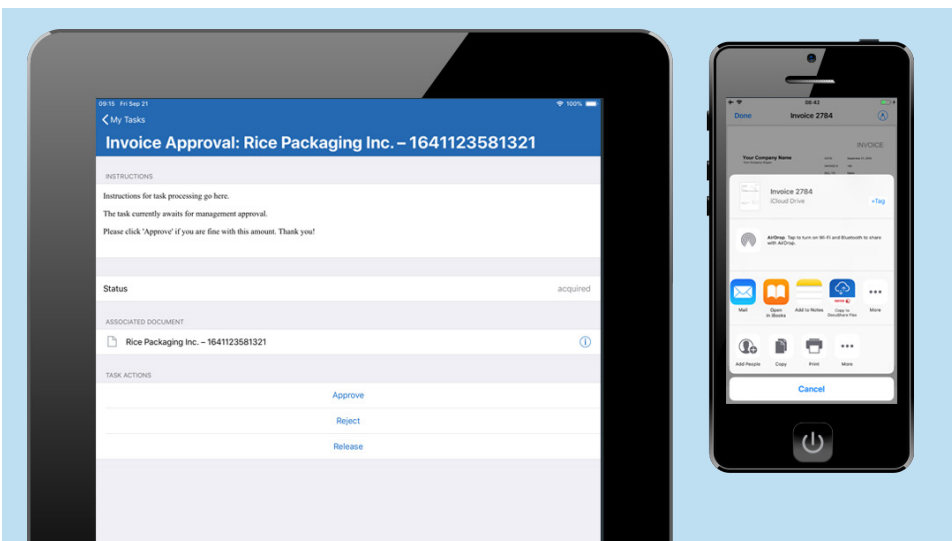 09:15 Fri Sep 21
100%
My Tasks
Invoice Approval: Rice Packaging Inc. – 1641123581321
INSTRUCTIONS
Instructions for task processing go here.
The task currently awaits for management approval.
Please click 'Approve' if you are fine with this amount. Thank you!
Status
acquired
ASSOCIATED DOCUMENT
Rice Packaging Inc. – 1641123581321
TASK ACTIONS
Approve
Reject
Release
08:42
Done
Invoice 2784
INVOICE
Your Company Name
Invoice 2784
iCloud Drive
+Tag
AirDrop. Tap to turn on Wi-Fi and Bluetooth to share
with AirDrop.
Mail
Open
in Books
Add to Notes
Copy to
DocuShare Flex
More
Add People
Copy
Print
More
Cancel